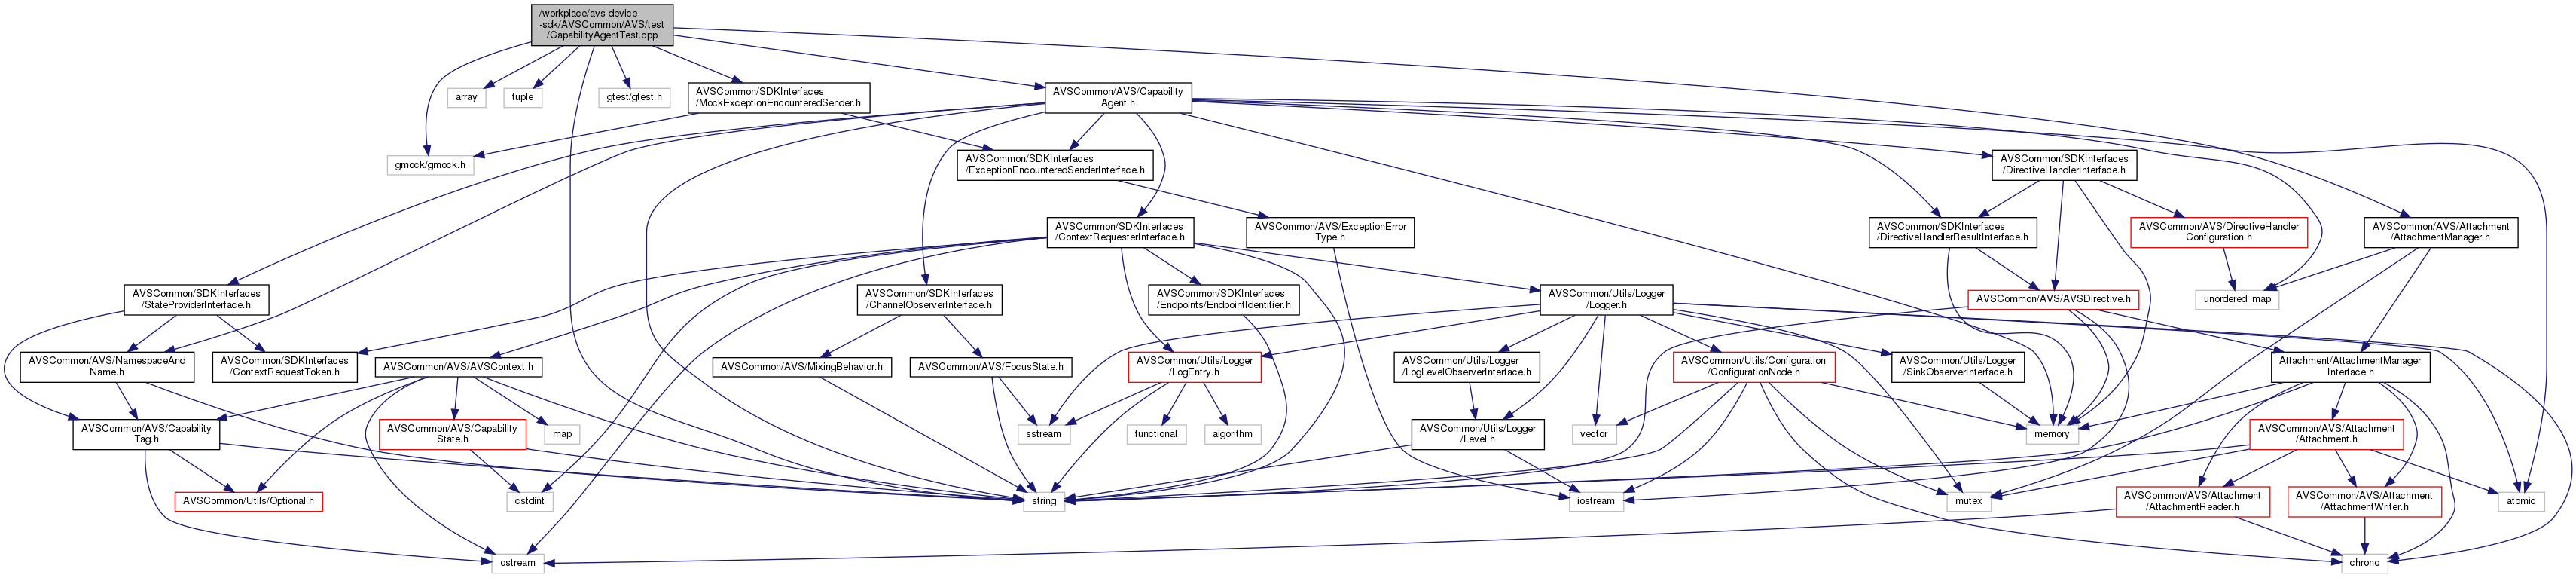 /workplace/avs-device
-sdk/AVSCommon/AVS/test
/CapabilityAgentTest.cpp
array
tuple
gtest/gtest.h
AVSCommon/SDKInterfaces
/MockExceptionEncounteredSender.h
AVSCommon/AVS/Capability
Agent.h
gmock/gmock.h
AVSCommon/SDKInterfaces
/ExceptionEncounteredSenderInterface.h
AVSCommon/SDKInterfaces
/DirectiveHandlerInterface.h
AVSCommon/SDKInterfaces
/ContextRequesterInterface.h
AVSCommon/AVS/ExceptionError
Type.h
AVSCommon/SDKInterfaces
/DirectiveHandlerResultInterface.h
AVSCommon/AVS/DirectiveHandler
Configuration.h
AVSCommon/AVS/Attachment
/AttachmentManager.h
AVSCommon/SDKInterfaces
/StateProviderInterface.h
AVSCommon/SDKInterfaces
/ChannelObserverInterface.h
AVSCommon/SDKInterfaces
/Endpoints/EndpointIdentifier.h
AVSCommon/Utils/Logger
/Logger.h
AVSCommon/AVS/AVSDirective.h
unordered_map
AVSCommon/AVS/NamespaceAnd
Name.h
AVSCommon/SDKInterfaces
/ContextRequestToken.h
AVSCommon/AVS/AVSContext.h
AVSCommon/AVS/MixingBehavior.h
AVSCommon/AVS/FocusState.h
AVSCommon/Utils/Logger
/LogEntry.h
AVSCommon/Utils/Logger
/LogLevelObserverInterface.h
AVSCommon/Utils/Configuration
/ConfigurationNode.h
AVSCommon/Utils/Logger
/SinkObserverInterface.h
Attachment/AttachmentManager
Interface.h
AVSCommon/AVS/Capability
Tag.h
AVSCommon/AVS/Capability
State.h
map
sstream
functional
algorithm
AVSCommon/Utils/Logger
/Level.h
vector
memory
AVSCommon/AVS/Attachment
/Attachment.h
AVSCommon/Utils/Optional.h
cstdint
string
iostream
mutex
AVSCommon/AVS/Attachment
/AttachmentReader.h
AVSCommon/AVS/Attachment
/AttachmentWriter.h
atomic
ostream
chrono